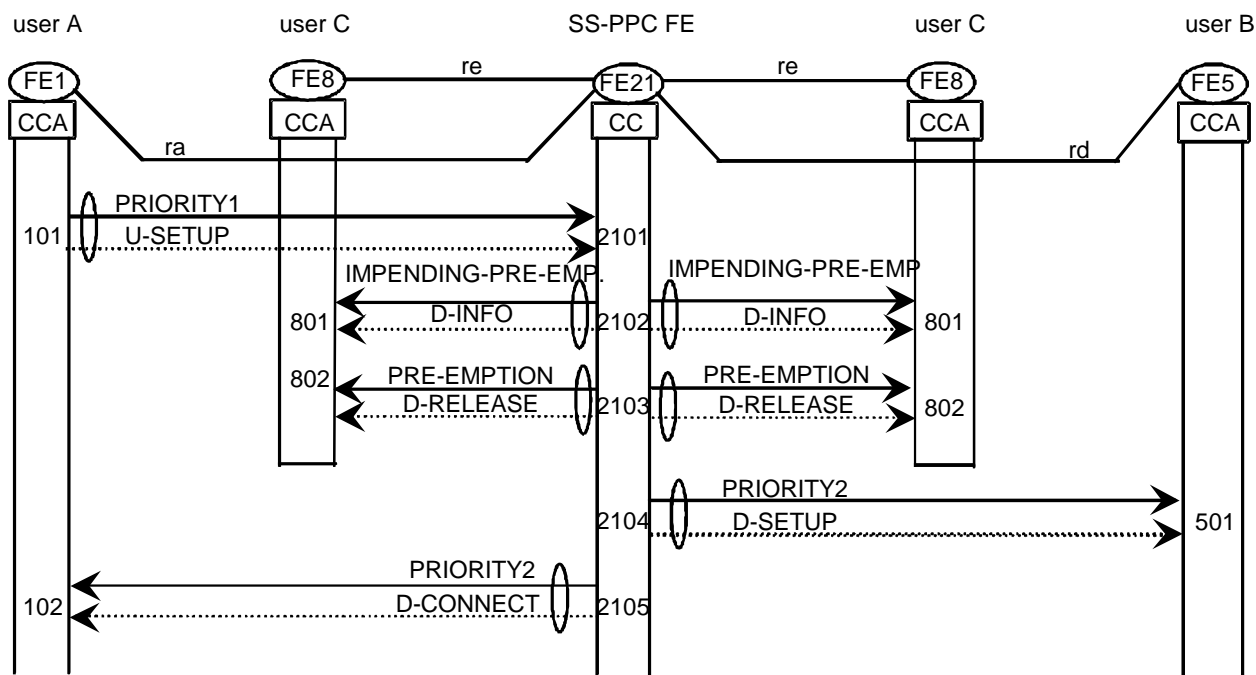 user A user C SS-PPC FE user C user B
re re
FE1 FE8 FE21 FE8 FE5
CCA CCA CC CCA CCA
ra rd
PRIORITY1
101 U-SETUP 2101
IMPENDING-PRE-EMP. IMPENDING-PRE-EMP
801 D-INFO 2102 D-INFO 801
802 PRE-EMPTION PRE-EMPTION
D-RELEASE 2103 D-RELEASE 802
PRIORITY2
2104 D-SETUP 501
PRIORITY2
102 D-CONNECT 2105